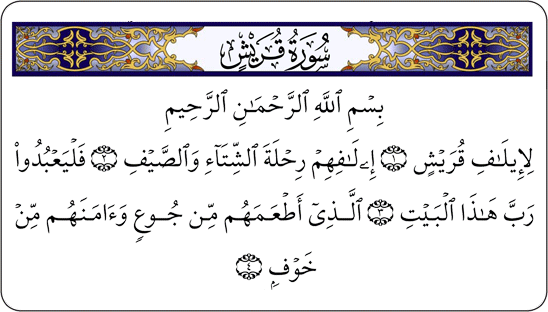 سُورَةُ قُرَيْشٍ
بِسْمِ ٱللَّهِ ٱلرَّحْمَـٰنِ ٱلرَّحِيمِ
لِإِيلَـٰفِ قُرَيْشٍ ۝١ إِۦلَـٰفِهِمْ رِحْلَةَ ٱلشِّتَآءِ وَٱلصَّيْفِ ۝٢ فَلْيَعْبُدُوا۟
رَبَّ هَـٰذَا ٱلْبَيْتِ ۝٣ ٱلَّذِىٓ أَطْعَمَهُم مِّن جُوعٍ وَءَامَنَهُم مِّنْ
خَوْفٍۭ ۝٤